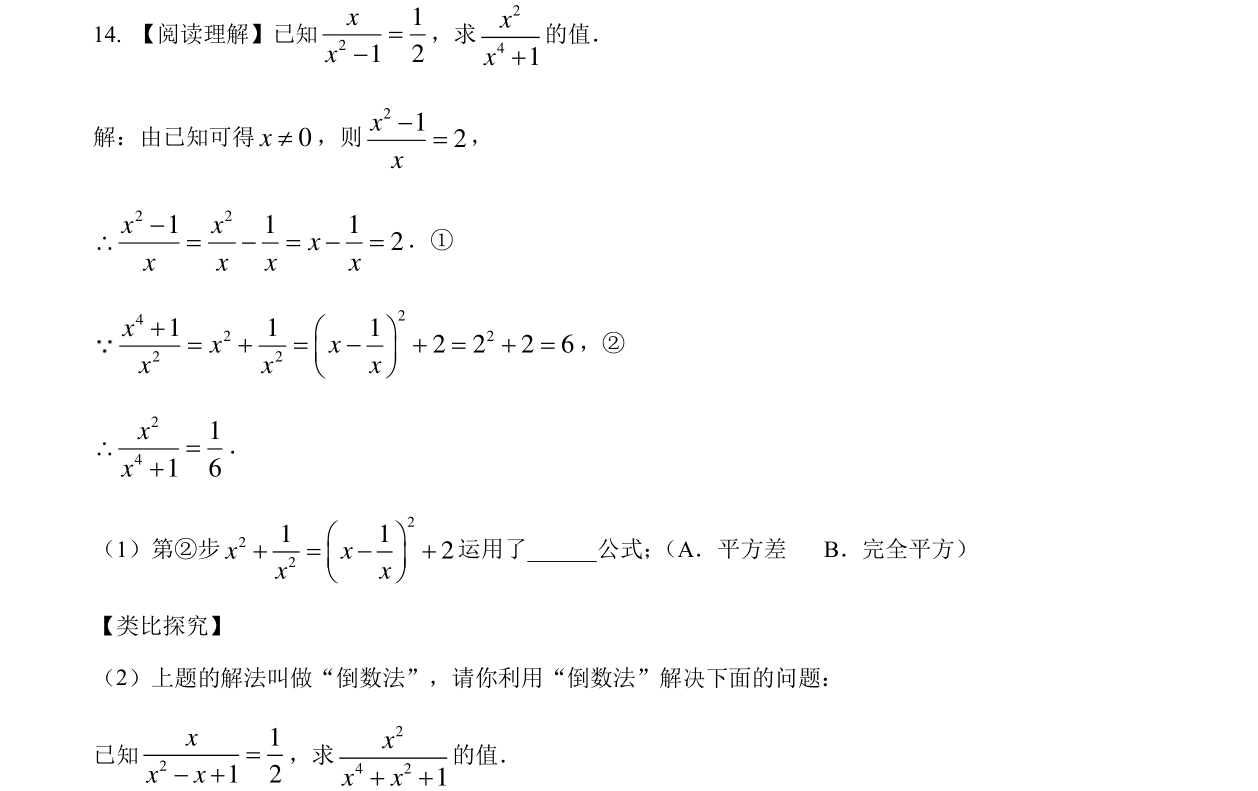 14. 【阅读理解】已知 x/(x²−1) = 1/2，求 x²/(x⁴+1) 的值.
解：由已知可得 x ≠ 0，则 (x²−1)/x = 2，
∴ (x²−1)/x = x²/x − 1/x = x − 1/x = 2. ①
∵ (x⁴+1)/x² = x² + 1/x² = (x − 1/x)² + 2 = 2² + 2 = 6，②
∴ x²/(x⁴+1) = 1/6.
（1）第②步 x² + 1/x² = (x − 1/x)² + 2 运用了______公式；（A．平方差 B．完全平方）
【类比探究】
（2）上题的解法叫做“倒数法”，请你利用“倒数法”解决下面的问题：
已知 x/(x²−x+1) = 1/2，求 x²/(x⁴+x²+1) 的值.